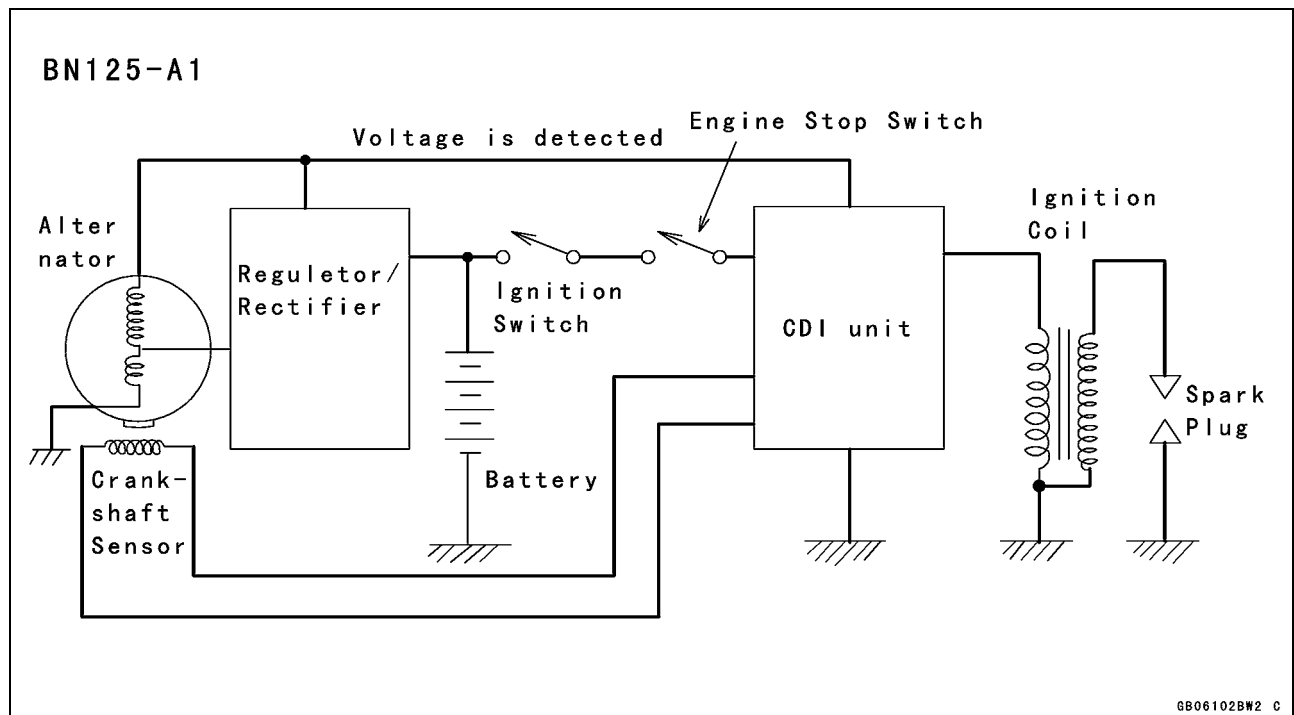 BN125-A1
Voltage is detected
Engine Stop Switch
Alter
nator
Reguletor/
Rectifier
Ignition
Switch
CDI unit
Ignition
Coil
Spark
Plug
Battery
Crank-
shaft
Sensor
GB06102BW2 C